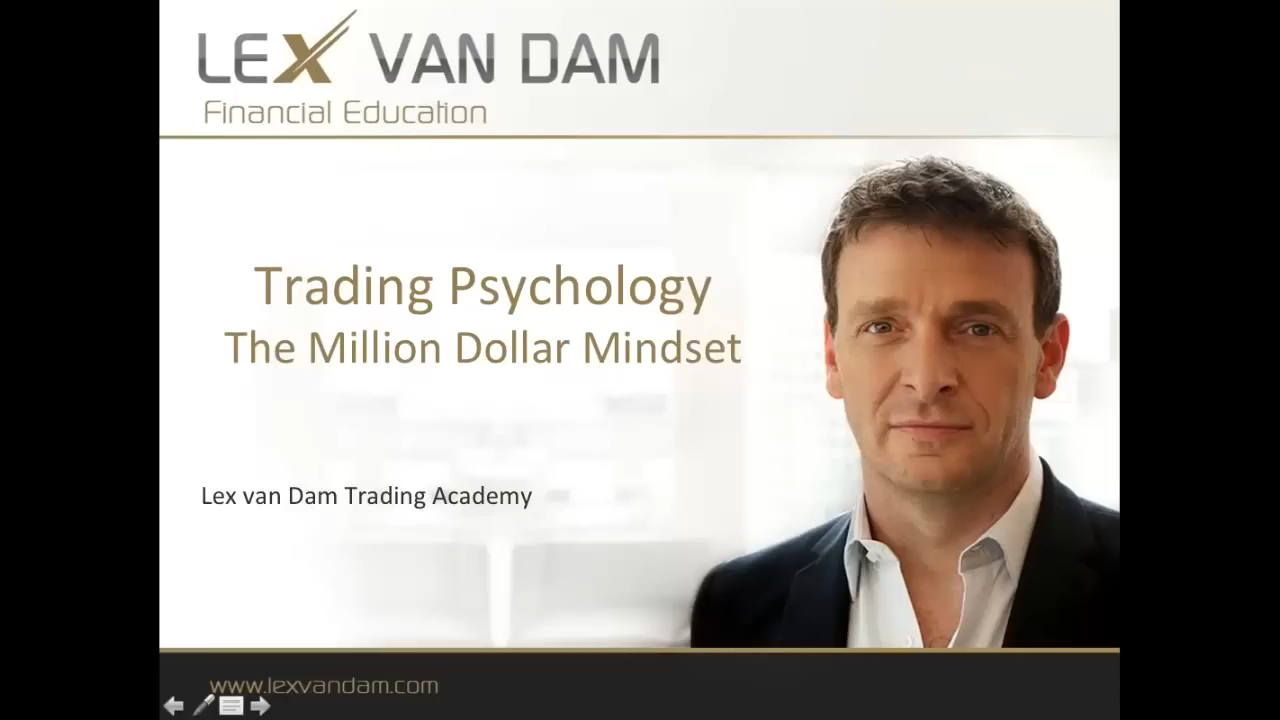 LEX VAN DAM
Financial Education
Trading Psychology
The Million Dollar Mindset
Lex van Dam Trading Academy
www.lexvandam.com